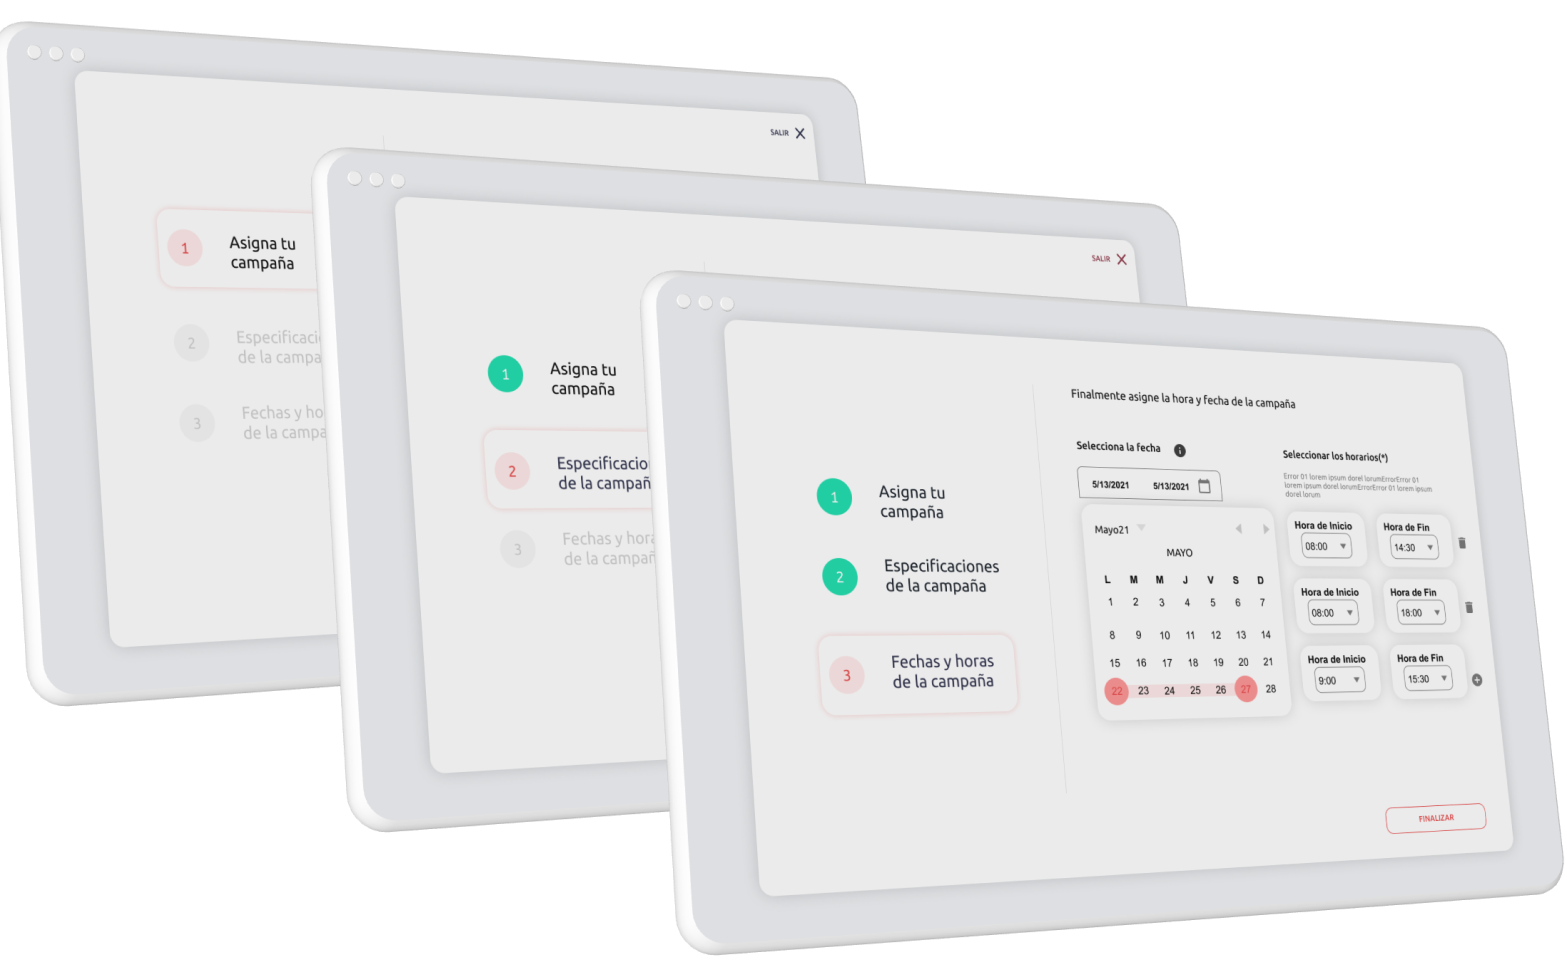 SALIR X
1
Asigna tu
campaña
2
Especificaci
de la campa
3
Fechas y ho
de la campa
SALIR X
1
Asigna tu
campaña
2
Especificacio
de la campañ
3
Fechas y hora
de la campañ
1
Asigna tu
campaña
2
Especificaciones
de la campaña
3
Fechas y horas
de la campaña
Finalmente asigne la hora y fecha de la campaña
Selecciona la fecha i
5/13/2021 5/13/2021
Mayo21
MAYO
L M M J V S D
1 2 3 4 5 6 7
8 9 10 11 12 13 14
15 16 17 18 19 20 21
22 23 24 25 26 27 28
Seleccionar los horarios(*)
Error 01 lorem ipsum dorel lorumErrorError 01
lorem ipsum dorel lorumErrorError 01 lorem ipsum
dorel lorum
Hora de Inicio Hora de Fin
08:00 14:30
Hora de Inicio Hora de Fin
08:00 18:00
Hora de Inicio Hora de Fin
9:00 15:30
FINALIZAR